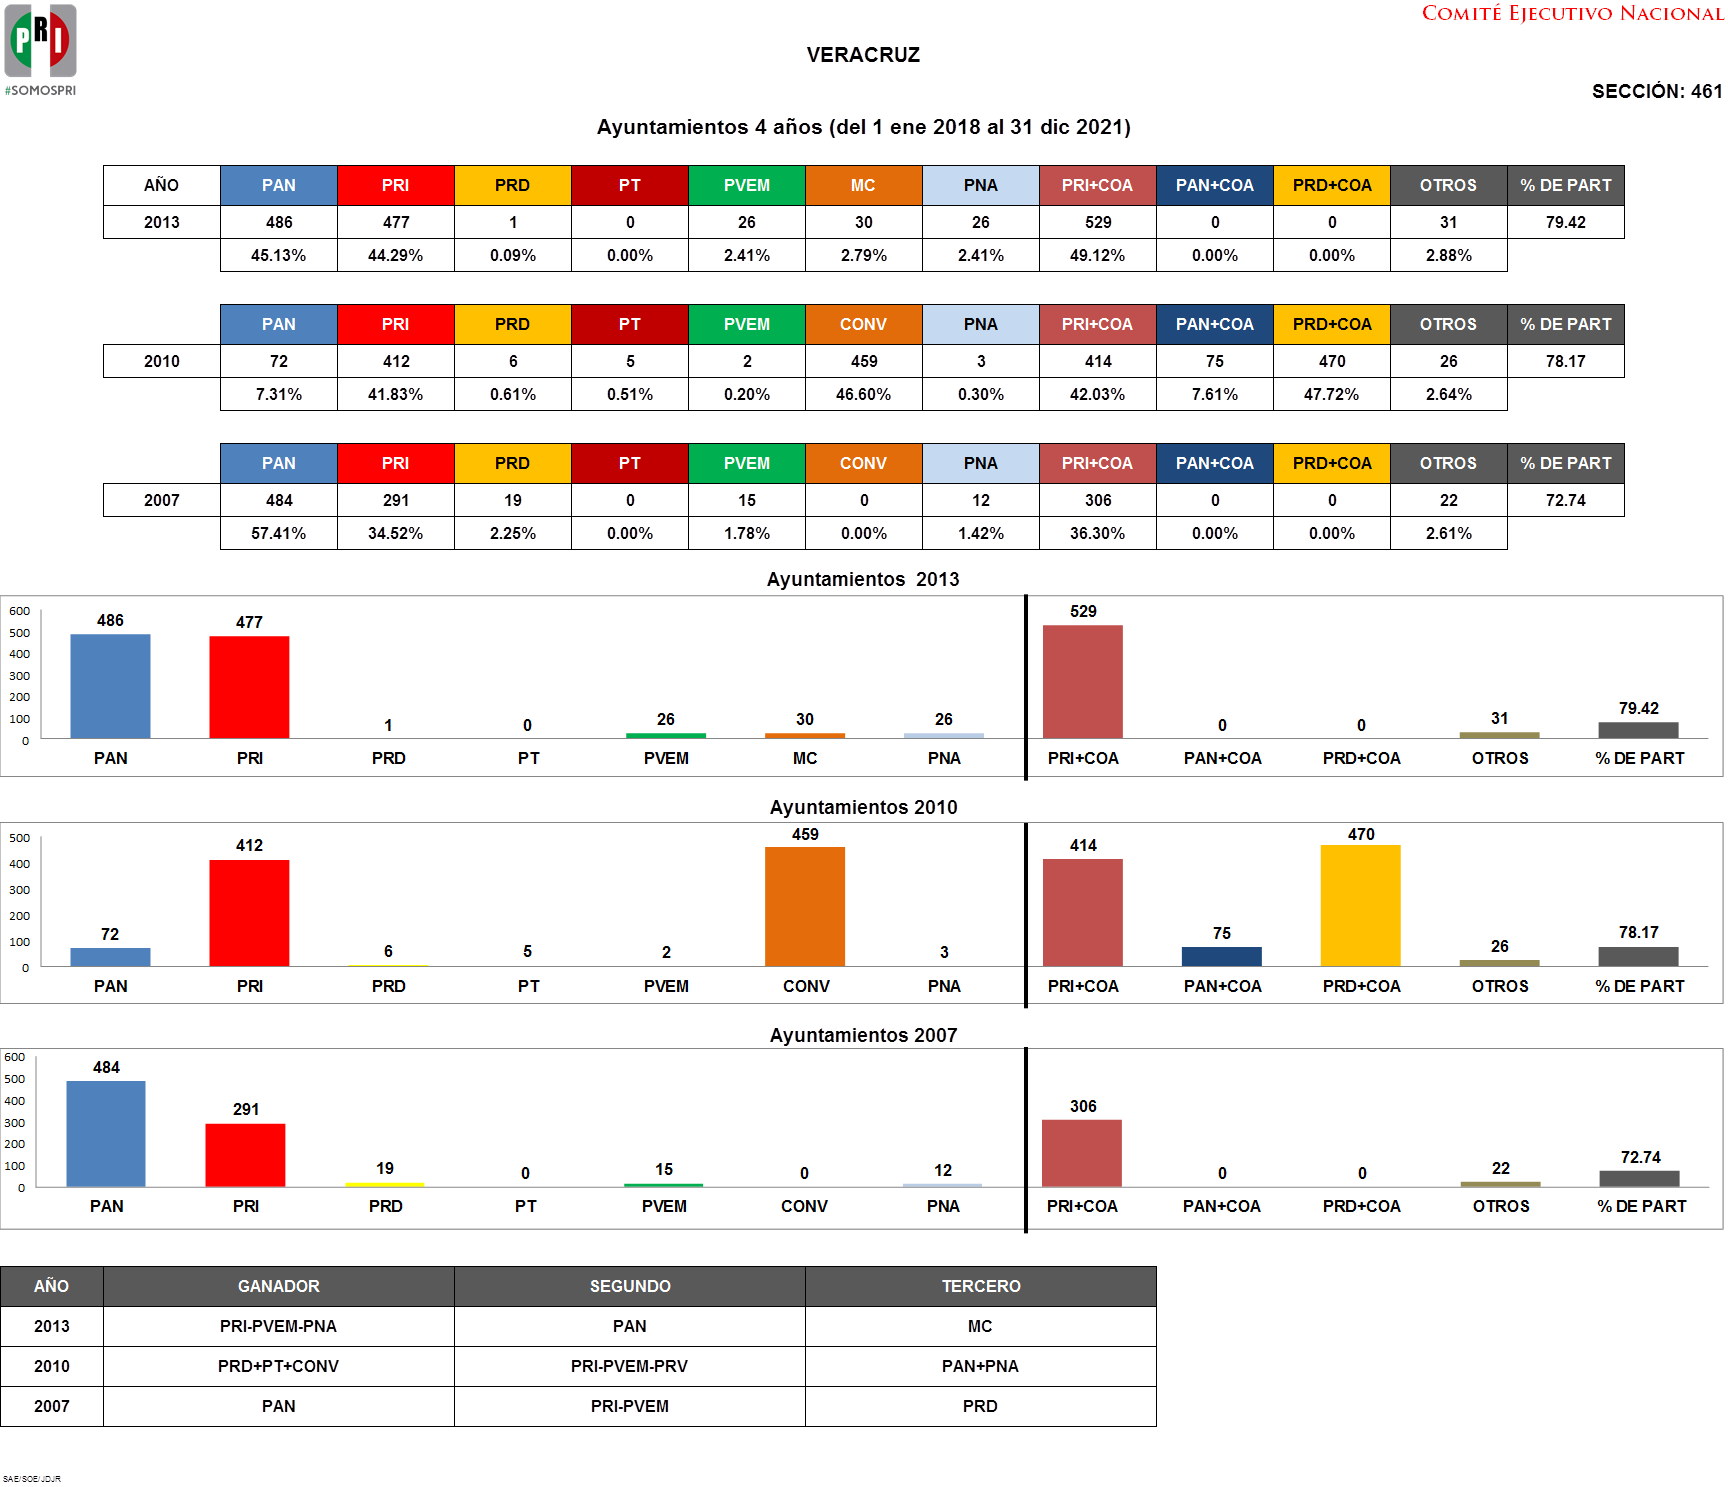 PRI
#SOMOSPRI
COMITÉ EJECUTIVO NACIONAL
VERACRUZ
SECCIÓN: 461
Ayuntamientos 4 años (del 1 ene 2018 al 31 dic 2021)
AÑO PAN PRI PRD PT PVEM MC PNA PRI+COA PAN+COA PRD+COA OTROS % DE PART
2013 486 477 1 0 26 30 26 529 0 0 31 79.42
45.13% 44.29% 0.09% 0.00% 2.41% 2.79% 2.41% 49.12% 0.00% 0.00% 2.88%
PAN PRI PRD PT PVEM CONV PNA PRI+COA PAN+COA PRD+COA OTROS % DE PART
2010 72 412 6 5 2 459 3 414 75 470 26 78.17
7.31% 41.83% 0.61% 0.51% 0.20% 46.60% 0.30% 42.03% 7.61% 47.72% 2.64%
PAN PRI PRD PT PVEM CONV PNA PRI+COA PAN+COA PRD+COA OTROS % DE PART
2007 484 291 19 0 15 0 12 306 0 0 22 72.74
57.41% 34.52% 2.25% 0.00% 1.78% 0.00% 1.42% 36.30% 0.00% 0.00% 2.61%
Ayuntamientos 2013
600
500
400
300
200
100
0
486 477 1 0 26 30 26 529 0 0 31 79.42
PAN PRI PRD PT PVEM MC PNA PRI+COA PAN+COA PRD+COA OTROS % DE PART
Ayuntamientos 2010
500
400
300
200
100
0
72 412 6 5 2 459 3 414 75 470 26 78.17
PAN PRI PRD PT PVEM CONV PNA PRI+COA PAN+COA PRD+COA OTROS % DE PART
Ayuntamientos 2007
600
500
400
300
200
100
0
484 291 19 0 15 0 12 306 0 0 22 72.74
PAN PRI PRD PT PVEM CONV PNA PRI+COA PAN+COA PRD+COA OTROS % DE PART
AÑO GANADOR SEGUNDO TERCERO
2013 PRI-PVEM-PNA PAN MC
2010 PRD+PT+CONV PRI-PVEM-PRV PAN+PNA
2007 PAN PRI-PVEM PRD
SAE/SOE/JDJR